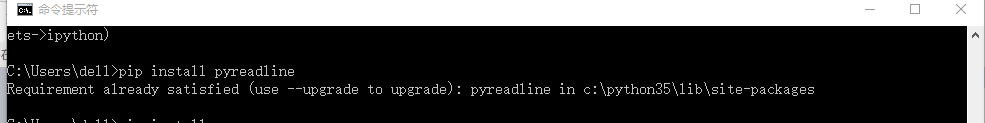 命令提示符
ets->ipython)
C:\Users\dell>pip install pyreadline
Requirement already satisfied (use --upgrade to upgrade): pyreadline in c:\python35\lib\site-packages